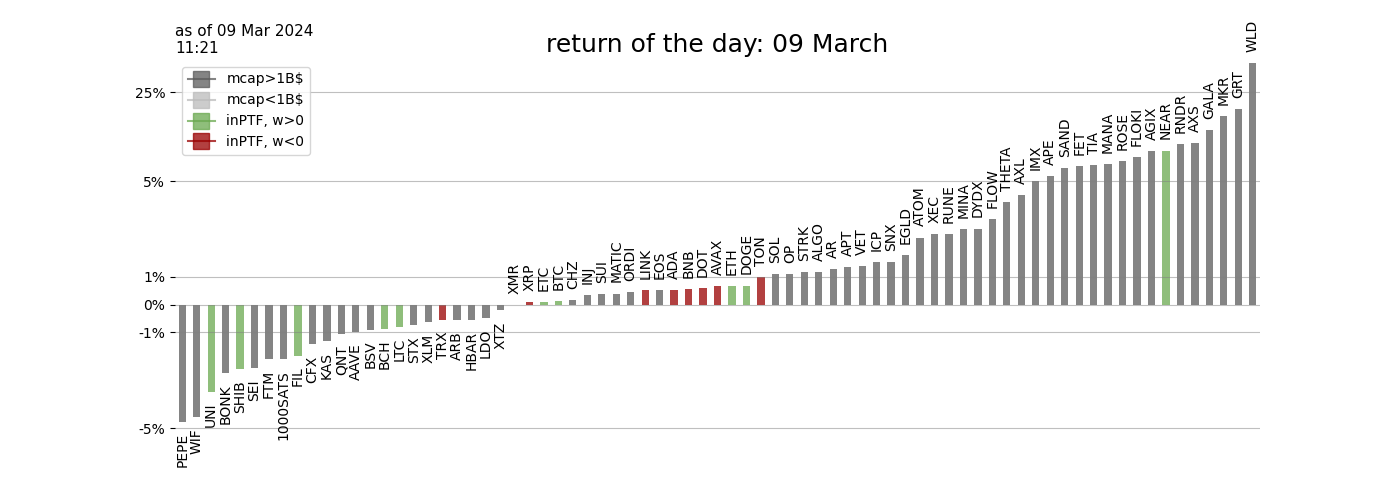 as of 09 Mar 2024
11:21
return of the day: 09 March
mcap>1B$
mcap<1B$
inPTF, w>0
inPTF, w<0
25%
5%
1%
0%
-1%
-5%
PEPE
WIF
UNI
BONK
SHIB
SEI
FTM
1000SATS
FIL
CFX
KAS
QNT
AAVE
BSV
BCH
LTC
STX
XLM
TRX
ARB
HBAR
LDO
XTZ
XMR
XRP
ETC
BTC
CHZ
INJ
SUI
MATIC
ORDI
LINK
EOS
ADA
BNB
DOT
AVAX
ETH
DOGE
TON
SOL
OP
STRK
ALGO
AR
APT
VET
ICP
SNX
EGLD
ATOM
XEC
RUNE
MINA
DYDX
FLOW
THETA
AXL
IMX
APE
SAND
FET
TIA
MANA
ROSE
FLOKI
AGIX
NEAR
RNDR
AXS
GALA
MKR
GRT
WLD